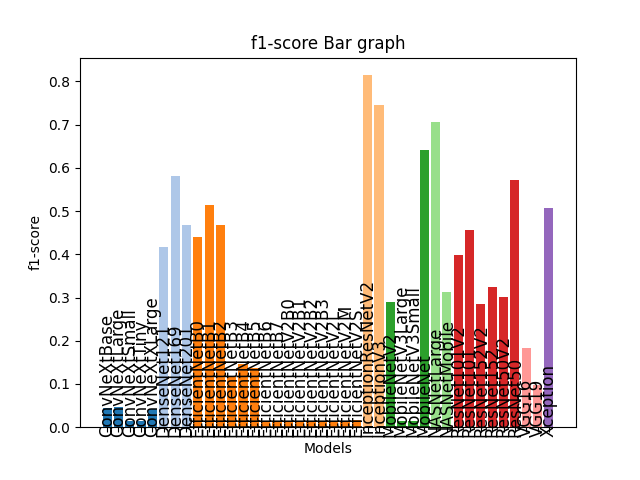 f1-score Bar graph
f1-score
0.8
0.7
0.6
0.5
0.4
0.3
0.2
0.1
0.0
ConvNeXtBase
ConvNeXtLarge
ConvNeXtSmall
ConvNeXtTiny
ConvNeXtXLarge
DenseNet121
DenseNet169
DenseNet201
EfficientNetB0
EfficientNetB1
EfficientNetB2
EfficientNetB3
EfficientNetB4
EfficientNetB5
EfficientNetB6
EfficientNetB7
EfficientNetV2B0
EfficientNetV2B1
EfficientNetV2B2
EfficientNetV2B3
EfficientNetV2L
EfficientNetV2M
EfficientNetV2S
InceptionResNetV2
InceptionV3
MobileNetV2
MobileNetV3Large
MobileNetV3Small
MobileNet
NASNetLarge
NASNetMobile
ResNet101V2
ResNet101
ResNet152V2
ResNet152
ResNet50V2
ResNet50
VGG16
VGG19
Xception
Models